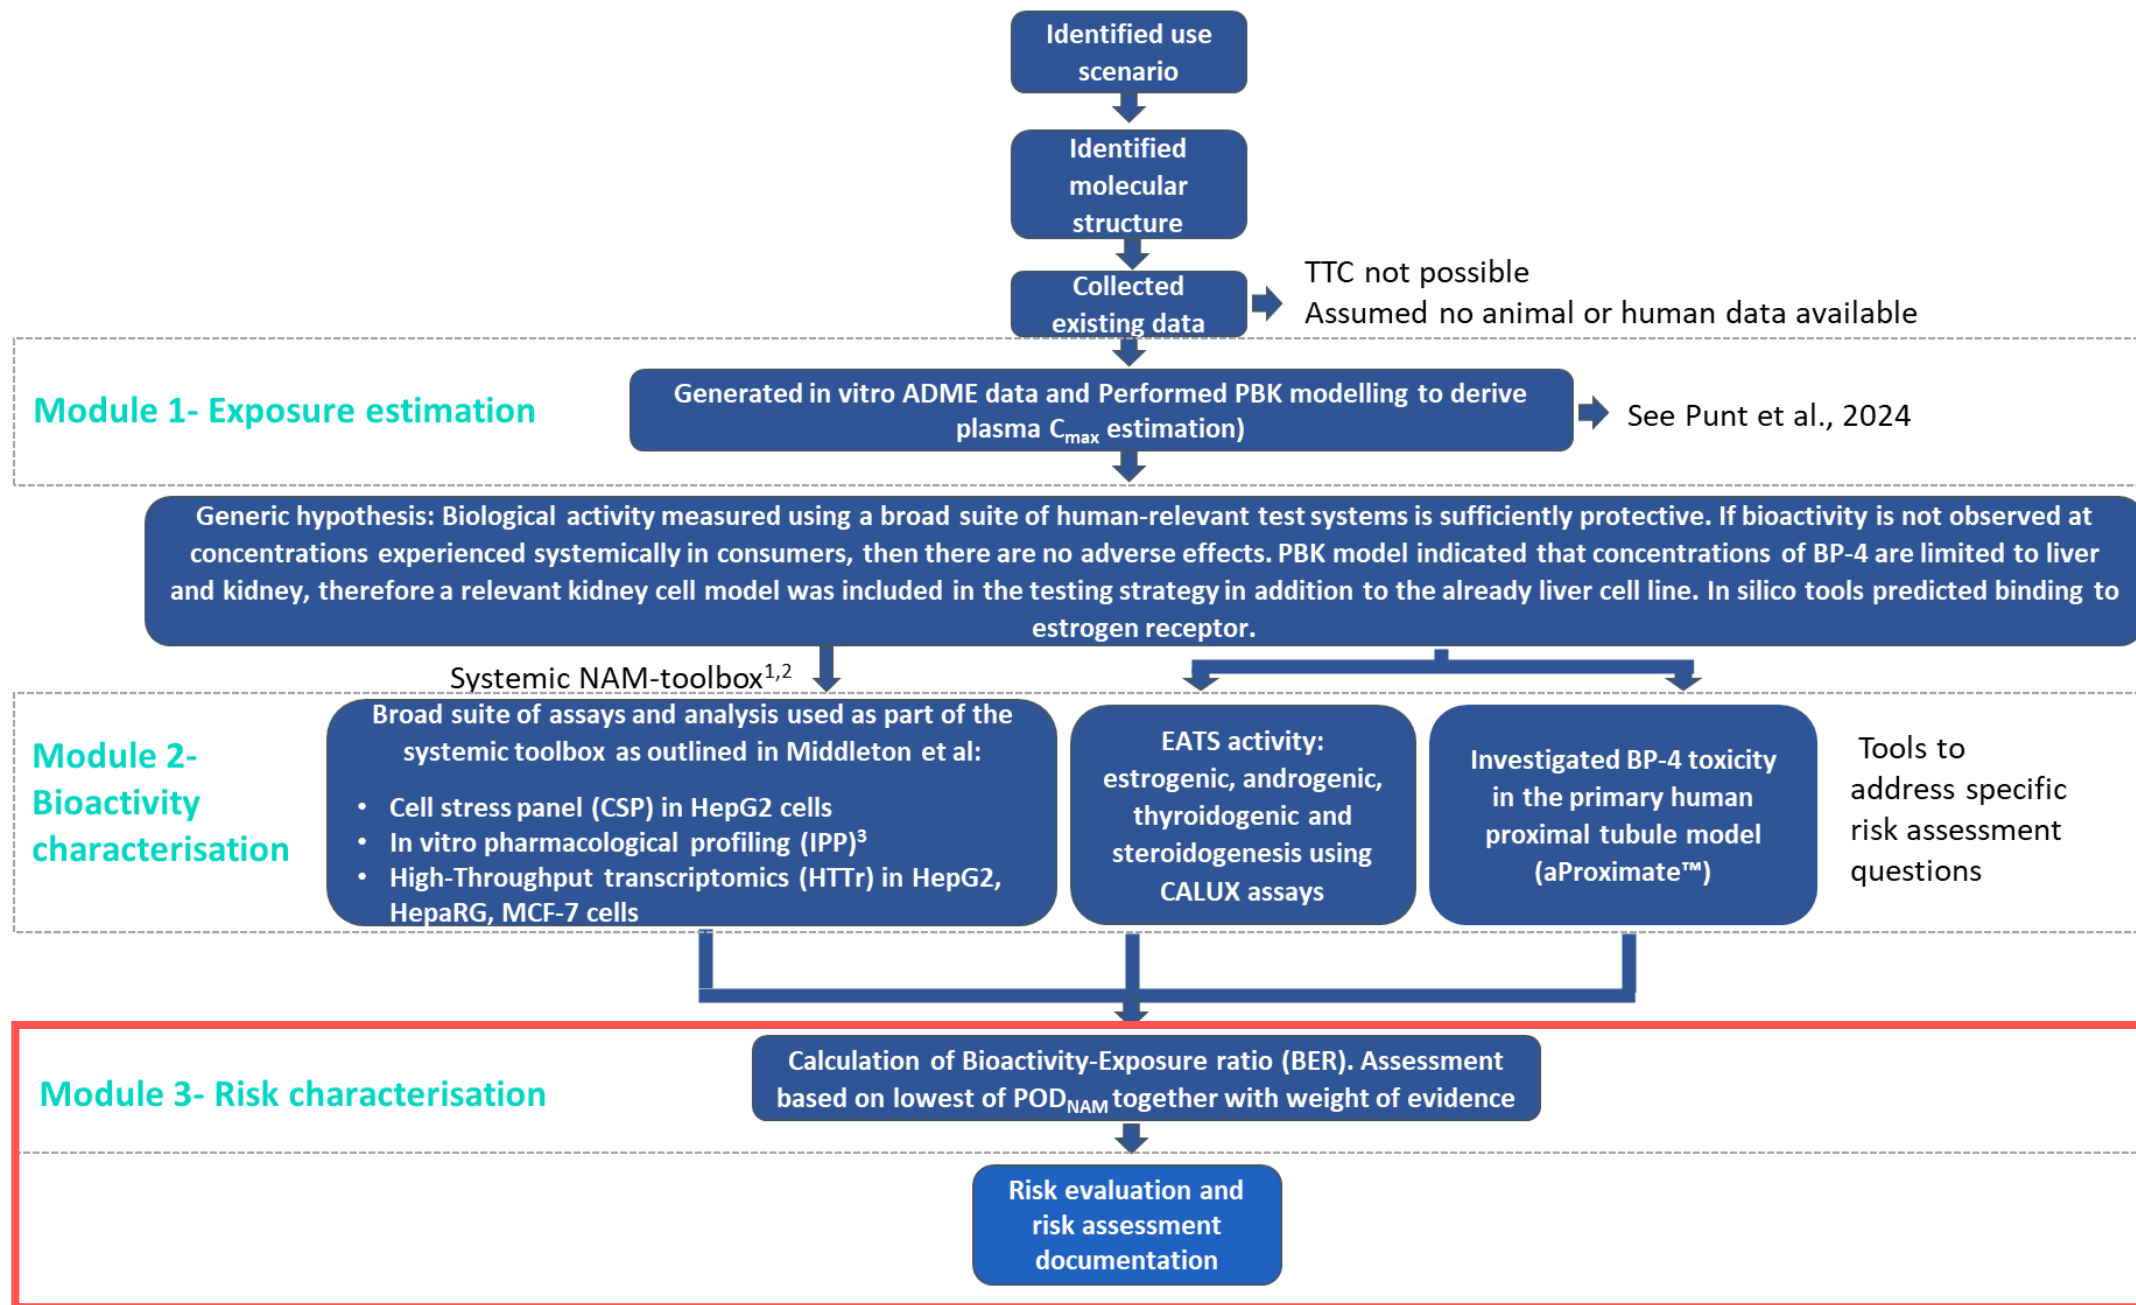 Identified use
scenario
Identified
molecular
structure
Collected
existing data
TTC not possible
Assumed no animal or human data available
Module 1- Exposure estimation
Generated in vitro ADME data and Performed PBK modelling to derive
plasma Cmax estimation)
See Punt et al., 2024
Generic hypothesis: Biological activity measured using a broad suite of human-relevant test systems is sufficiently protective. If bioactivity is not observed at
concentrations experienced systemically in consumers, then there are no adverse effects. PBK model indicated that concentrations of BP-4 are limited to liver
and kidney, therefore a relevant kidney cell model was included in the testing strategy in addition to the already liver cell line. In silico tools predicted binding to
estrogen receptor.
Systemic NAM-toolbox1,2
Module 2-
Bioactivity
characterisation
Broad suite of assays and analysis used as part of the
systemic toolbox as outlined in Middleton et al:
• Cell stress panel (CSP) in HepG2 cells
• In vitro pharmacological profiling (IPP)3
• High-Throughput transcriptomics (HTTr) in HepG2,
HepaRG, MCF-7 cells
EATS activity:
estrogenic, androgenic,
thyroidogenic and
steroidogenesis using
CALUX assays
Investigated BP-4 toxicity
in the primary human
proximal tubule model
(aProximate™)
Tools to
address specific
risk assessment
questions
Module 3- Risk characterisation
Calculation of Bioactivity-Exposure ratio (BER). Assessment
based on lowest of PODNAM together with weight of evidence
Risk evaluation and
risk assessment
documentation